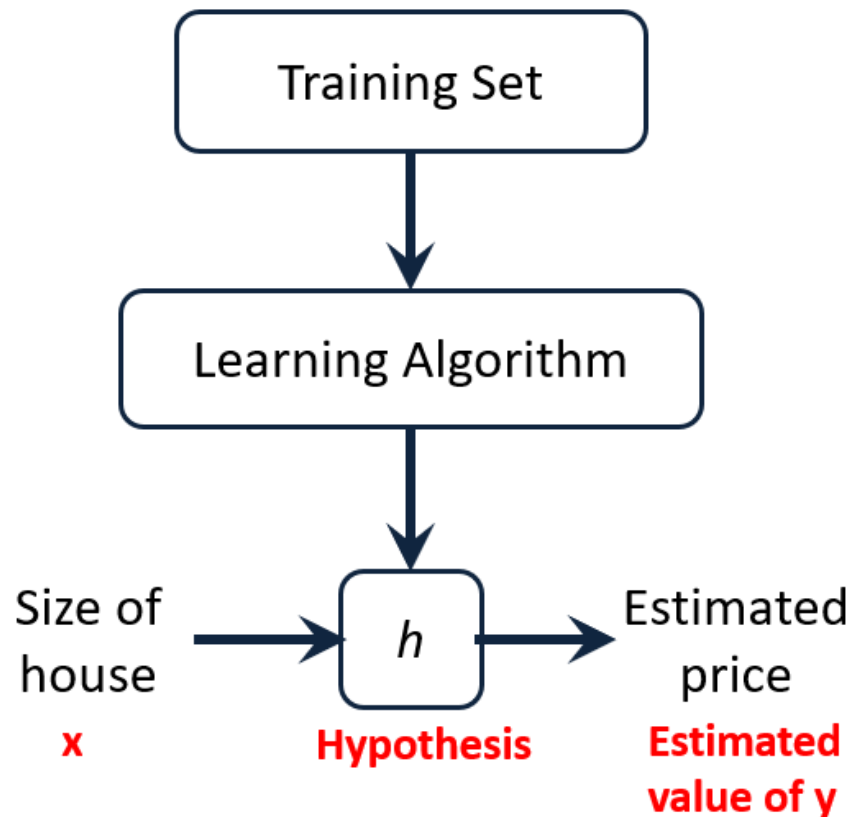 Training Set
Learning Algorithm
Size of
house
x
h
Hypothesis
Estimated
price
Estimated
value of y